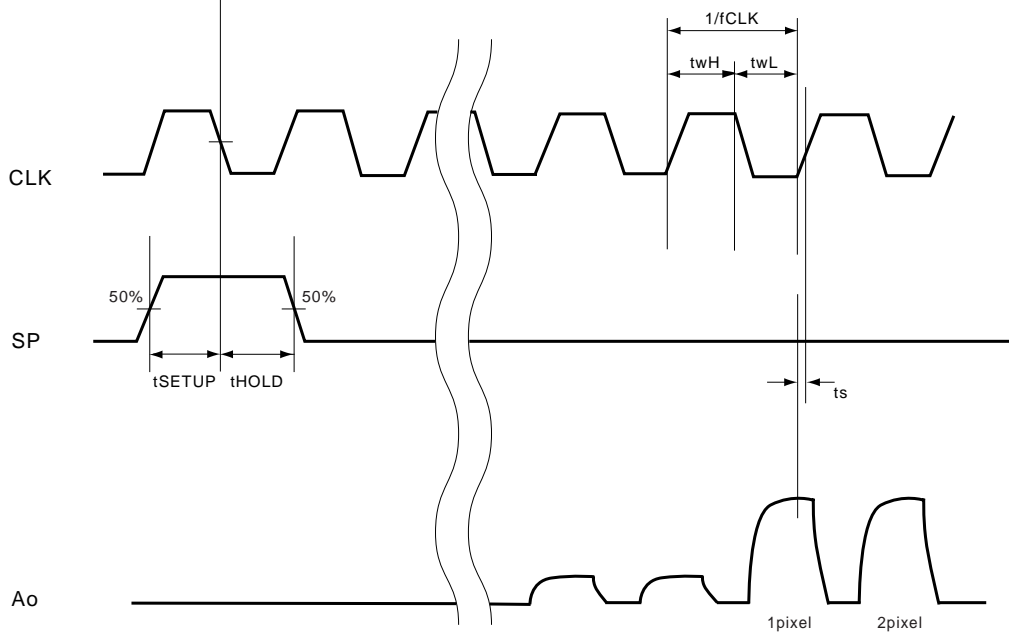 1/fCLK
twH twL
CLK
50% 50%
SP
tSETUP tHOLD
ts
Ao
1pixel 2pixel